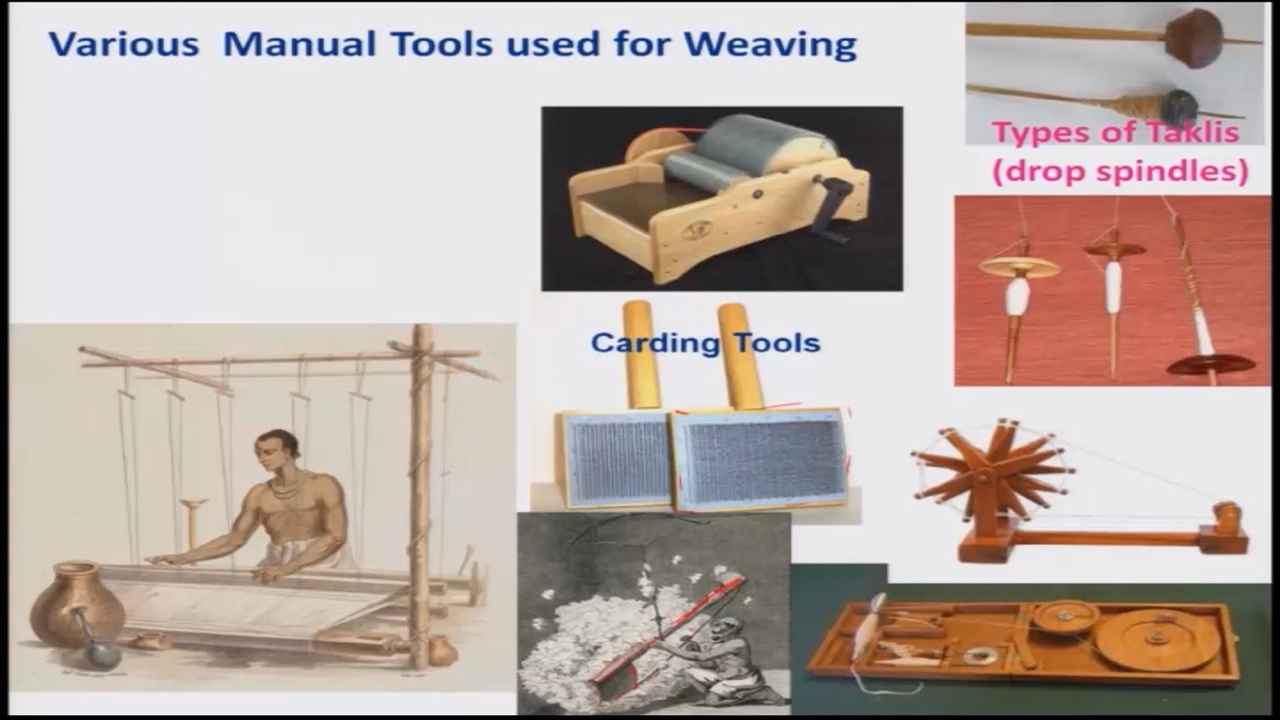 Various Manual Tools used for Weaving
Types of Taklis
(drop spindles)
Carding Tools